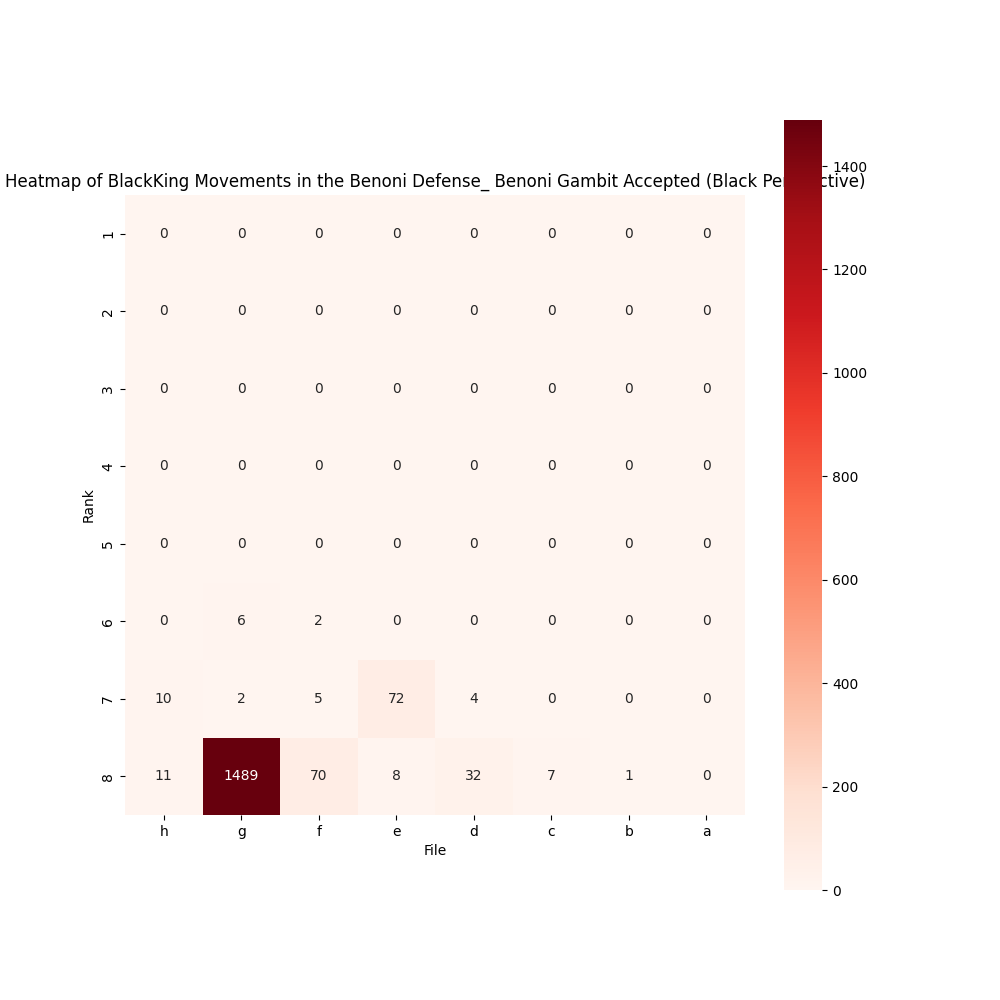 Heatmap of BlackKing Movements in the Benoni Defense_ Benoni Gambit Accepted (Black
1400
1 0 0 0 0 0 0 0 0
1200
2 0 0 0 0 0 0 0 0
3 0 0 0 0 0 0 0 0
1000
4 0 0 0 0 0 0 0 0
800
Rank
5 0 0 0 0 0 0 0 0
600
6 0 6 2 0 0 0 0 0
400
7 10 2 5 72 4 0 0 0
8 11 1489 70 8 32 7 1 0
200
h g f e d c b a
File
0